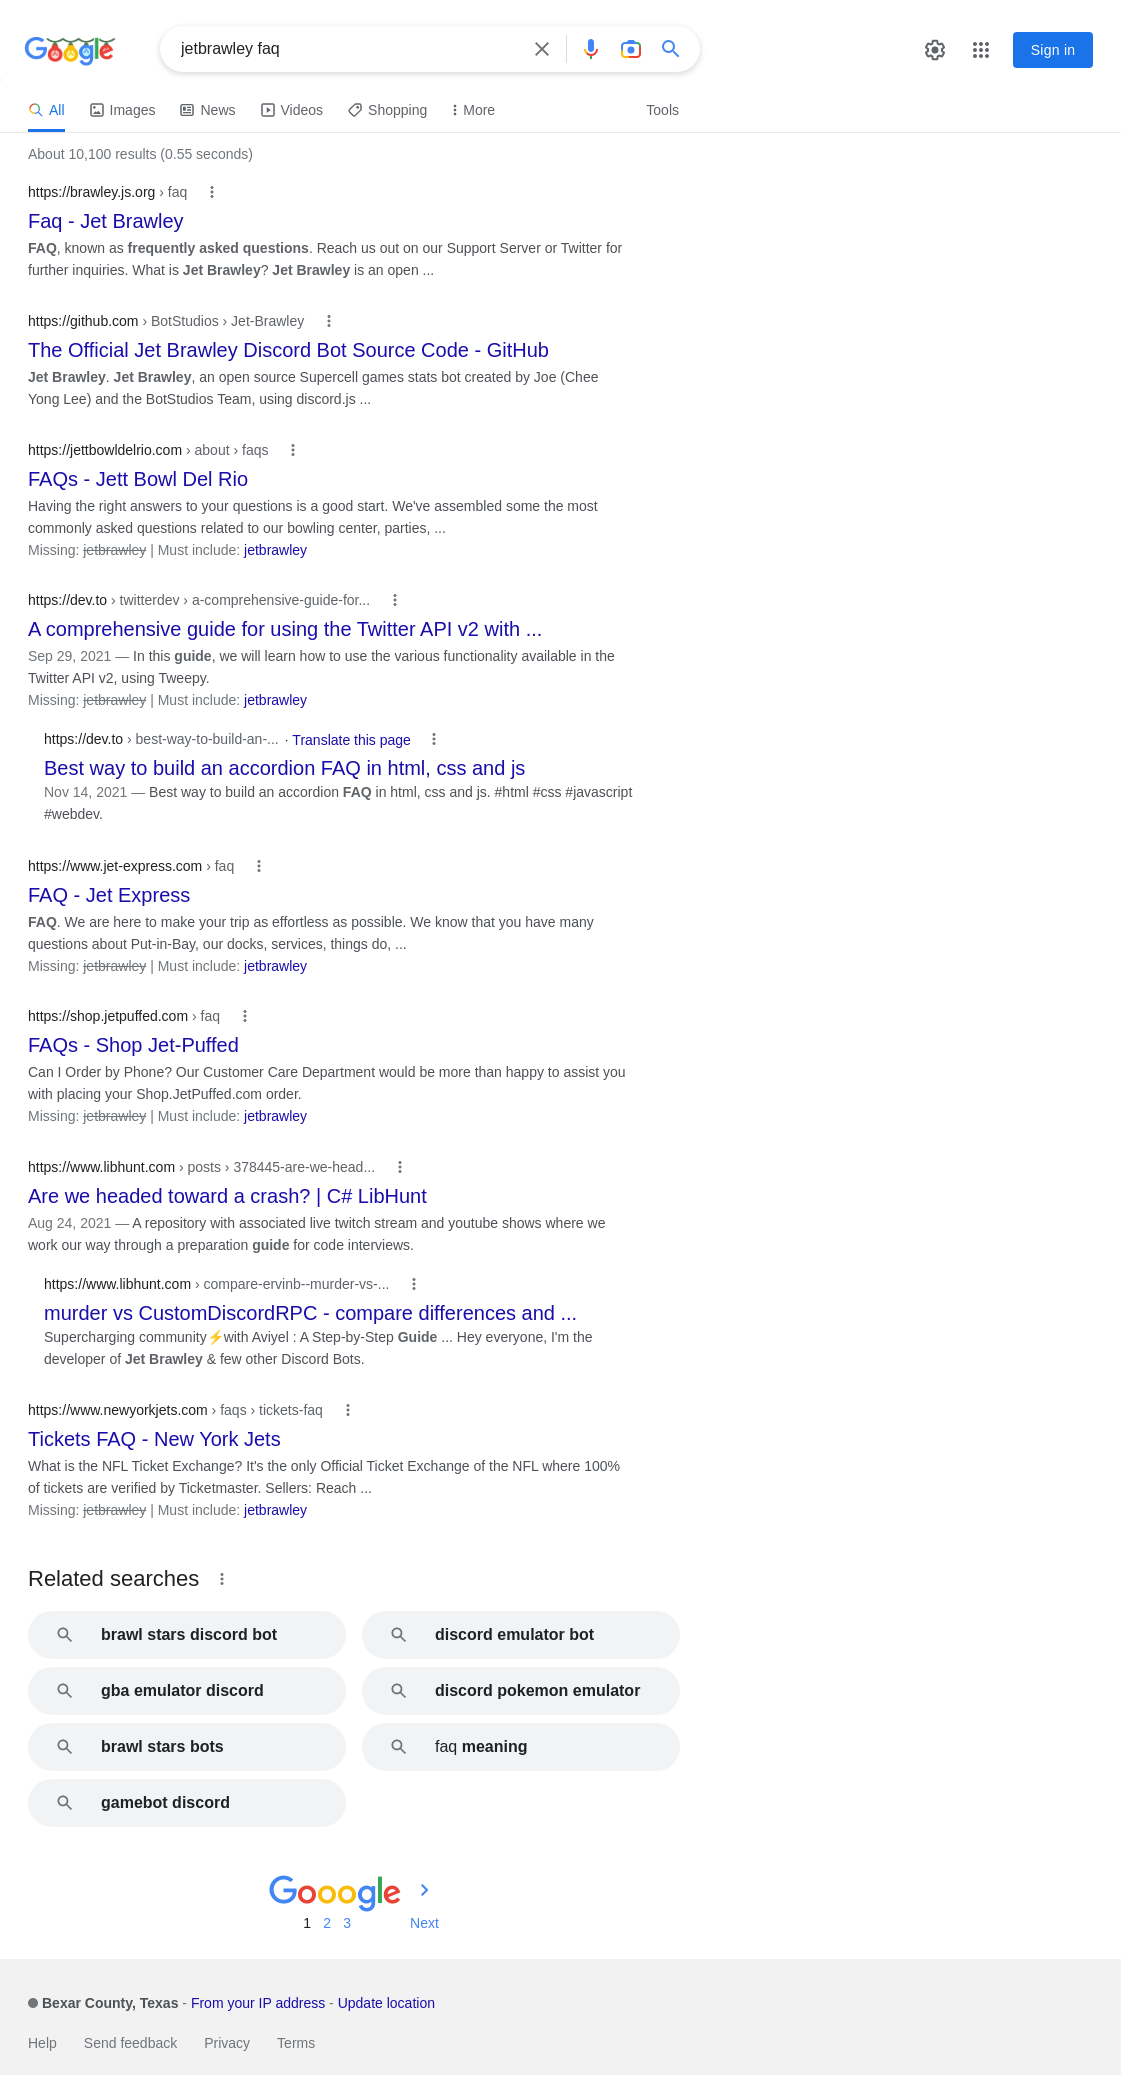 Google
jetbrawley faq
Sign in
All Images News Videos Shopping More Tools
About 10,100 results (0.55 seconds)
https://brawley.js.org › faq
Faq - Jet Brawley
FAQ, known as frequently asked questions. Reach us out on our Support Server or Twitter for
further inquiries. What is Jet Brawley? Jet Brawley is an open ...
https://github.com › BotStudios › Jet-Brawley
The Official Jet Brawley Discord Bot Source Code - GitHub
Jet Brawley. Jet Brawley, an open source Supercell games stats bot created by Joe (Chee
Yong Lee) and the BotStudios Team, using discord.js ...
https://jettbowldelrio.com › about › faqs
FAQs - Jett Bowl Del Rio
Having the right answers to your questions is a good start. We've assembled some the most
commonly asked questions related to our bowling center, parties, ...
Missing: jetbrawley | Must include: jetbrawley
https://dev.to › twitterdev › a-comprehensive-guide-for...
A comprehensive guide for using the Twitter API v2 with ...
Sep 29, 2021 — In this guide, we will learn how to use the various functionality available in the
Twitter API v2, using Tweepy.
Missing: jetbrawley | Must include: jetbrawley
https://dev.to › best-way-to-build-an-... · Translate this page
Best way to build an accordion FAQ in html, css and js
Nov 14, 2021 — Best way to build an accordion FAQ in html, css and js. #html #css #javascript
#webdev.
https://www.jet-express.com › faq
FAQ - Jet Express
FAQ. We are here to make your trip as effortless as possible. We know that you have many
questions about Put-in-Bay, our docks, services, things do, ...
Missing: jetbrawley | Must include: jetbrawley
https://shop.jetpuffed.com › faq
FAQs - Shop Jet-Puffed
Can I Order by Phone? Our Customer Care Department would be more than happy to assist you
with placing your Shop.JetPuffed.com order.
Missing: jetbrawley | Must include: jetbrawley
https://www.libhunt.com › posts › 378445-are-we-head...
Are we headed toward a crash? | C# LibHunt
Aug 24, 2021 — A repository with associated live twitch stream and youtube shows where we
work our way through a preparation guide for code interviews.
https://www.libhunt.com › compare-ervinb--murder-vs-...
murder vs CustomDiscordRPC - compare differences and ...
Supercharging community⚡with Aviyel : A Step-by-Step Guide ... Hey everyone, I'm the
developer of Jet Brawley & few other Discord Bots.
https://www.newyorkjets.com › faqs › tickets-faq
Tickets FAQ - New York Jets
What is the NFL Ticket Exchange? It's the only Official Ticket Exchange of the NFL where 100%
of tickets are verified by Ticketmaster. Sellers: Reach ...
Missing: jetbrawley | Must include: jetbrawley
Related searches
brawl stars discord bot discord emulator bot
gba emulator discord discord pokemon emulator
brawl stars bots faq meaning
gamebot discord
Gooogle
1 2 3 Next
Bexar County, Texas - From your IP address - Update location
Help Send feedback Privacy Terms